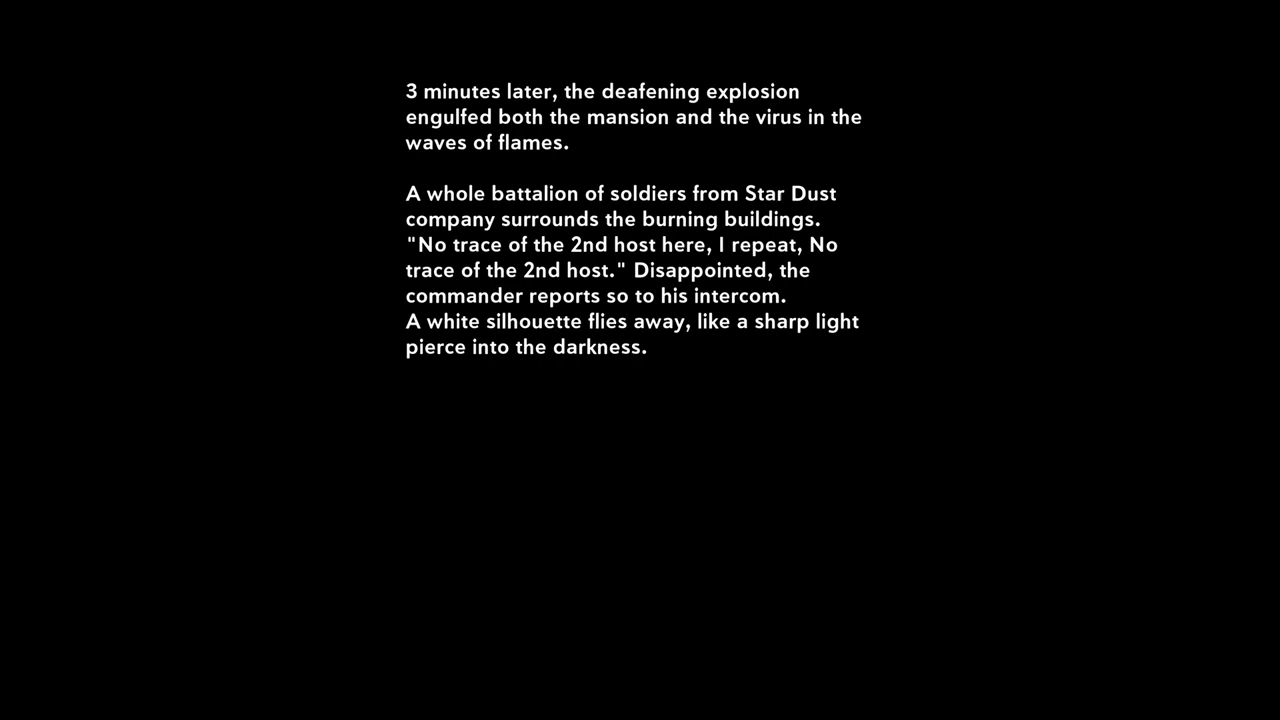 3 minutes later, the deafening explosion
engulfed both the mansion and the virus in the
waves of flames.
A whole battalion of soldiers from Star Dust
company surrounds the burning buildings.
"No trace of the 2nd host here, I repeat, No
trace of the 2nd host." Disappointed, the
commander reports so to his intercom.
A white silhouette flies away, like a sharp light
pierce into the darkness.